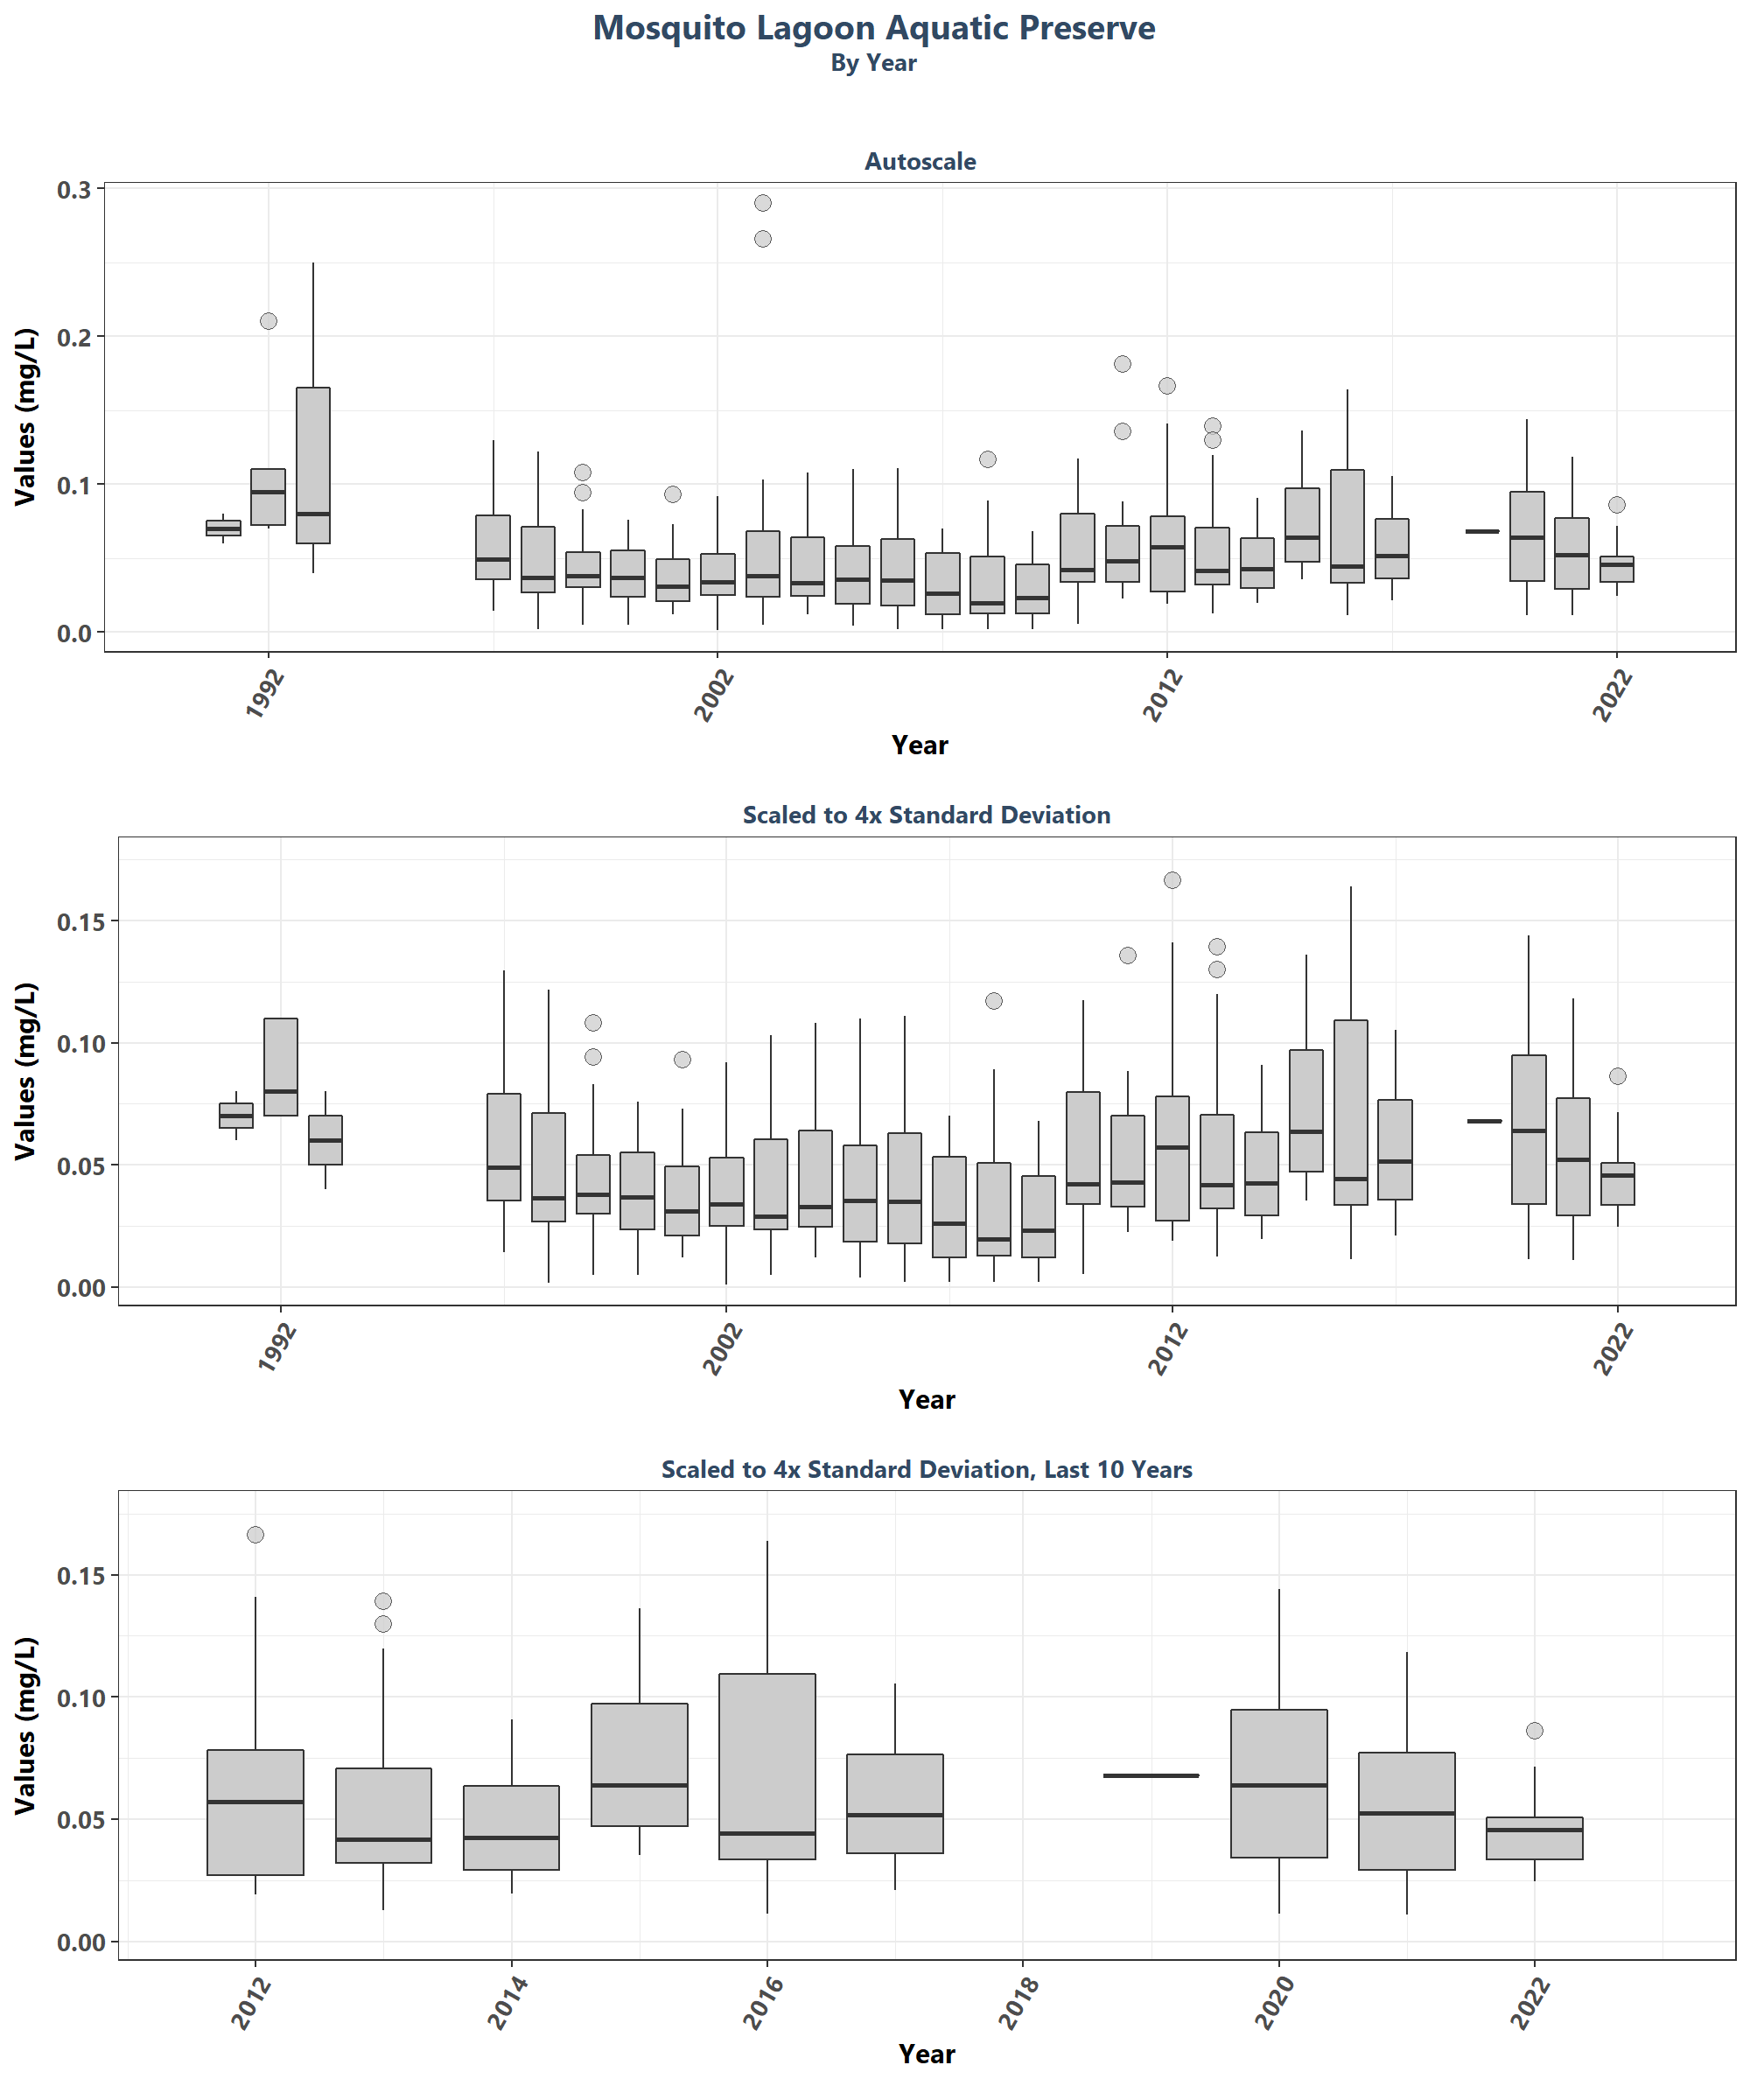 Mosquito Lagoon Aquatic Preserve
By Year
Autoscale
Values (mg/L)
0.3
0.2
0.1
0.0
1992 2002 2012 2022
Year
Scaled to 4x Standard Deviation
Values (mg/L)
0.15
0.10
0.05
0.00
1992 2002 2012 2022
Year
Scaled to 4x Standard Deviation, Last 10 Years
Values (mg/L)
0.15
0.10
0.05
0.00
2012 2014 2016 2018 2020 2022
Year